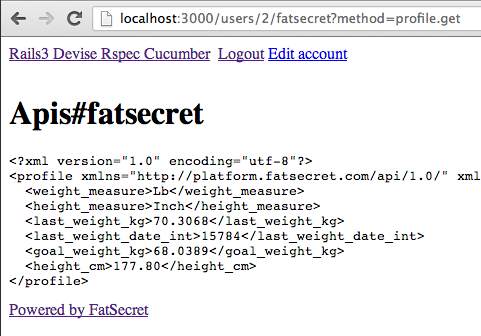 localhost:3000/users/2/fatsecret?method=profile.get
Rails3 Devise Rspec Cucumber Logout Edit account
Apis#fatsecret
<?xml version="1.0" encoding="utf-8"?>
<profile xmlns="http://platform.fatsecret.com/api/1.0/" xml
<weight_measure>Lb</weight_measure>
<height_measure>Inch</height_measure>
<last_weight_kg>70.3068</last_weight_kg>
<last_weight_date_int>15784</last_weight_date_int>
<goal_weight_kg>68.0389</goal_weight_kg>
<height_cm>177.80</height_cm>
</profile>
Powered by FatSecret